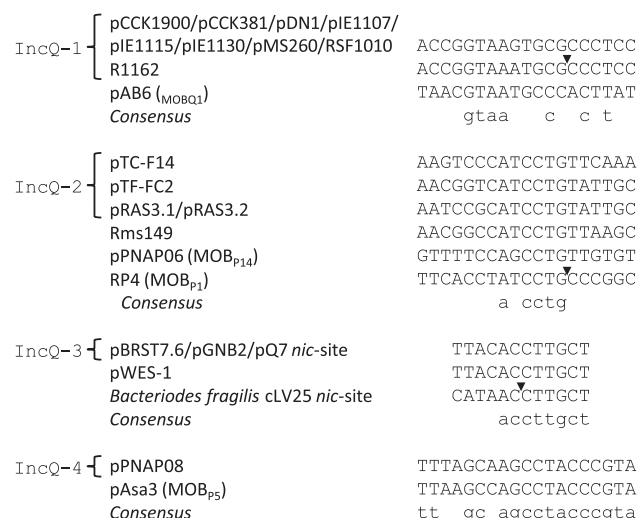 pCCK1900/pCCK381/pDN1/pIE1107/
IncQ-1 pIE1115/pIE1130/pMS260/RSF1010 ACCGGTAAGTGCGCCCTCC
R1162 ACCGGTAAATGCGCCCTCC
pAB6 (MOBQ1) TAACGTAATGCCCACTTAT
Consensus gtaa c c t
pTC-F14 AAGTCCCATCCTGTTCAAA
IncQ-2 pTF-FC2 AACGGTCATCCTGTATTGC
pRAS3.1/pRAS3.2 AATCCGCATCCTGTATTGC
Rms149 AACGGCCATCCTGTTAAGC
pPNAP06 (MOBP14) GTTTTCCAGCCTGTTGTGT
RP4 (MOBP1) TTCACCTATCCTGCCCGGC
Consensus a cctg
IncQ-3 pBRST7.6/pGNB2/pQ7 nic-site TTACACCTTGCT
pWES-1 TTACACCTTGCT
Bacteriodes fragilis cLV25 nic-site CATAACCTTGCT
Consensus accttgct
IncQ-4 pPNAP08 TTTAGCAAGCCTACCCGTA
pAsa3 (MOBP5) TTAAGCCAGCCTACCCGTA
Consensus tt gc agcctacccgta